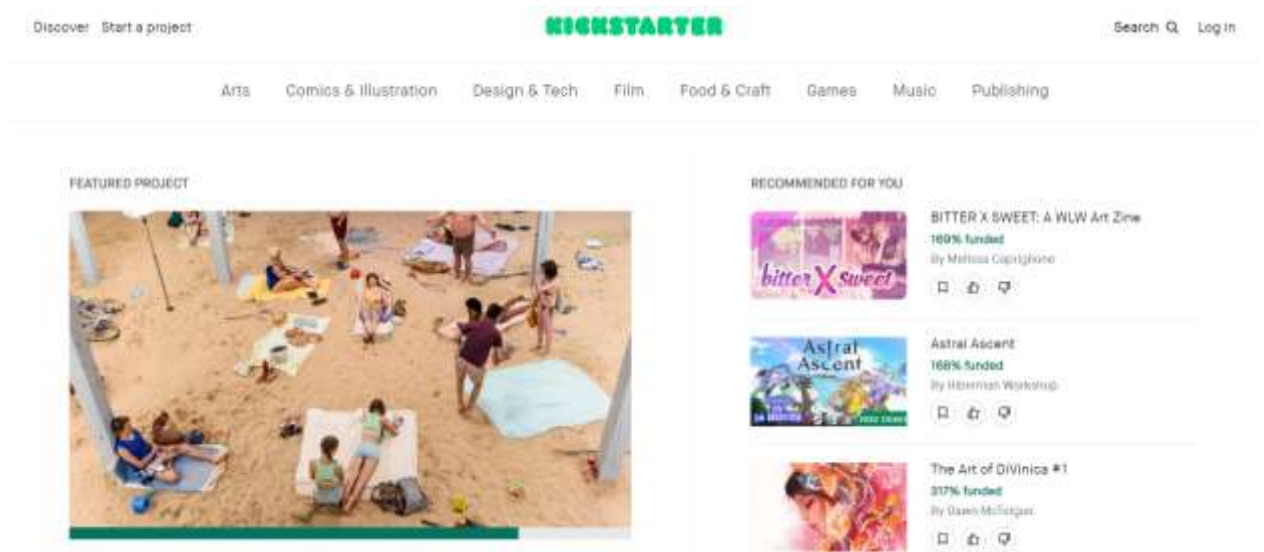 Discover Start a project
KICKSTARTER
Search Log in
Arts Comics & Illustration Design & Tech Film Food & Craft Games Music Publishing
FEATURED PROJECT
RECOMMENDED FOR YOU
bitter X sweet
BITTER X SWEET: A WLW Art Zine
169% funded
By Melissa Capriglione
Astral Ascent
Astral Ascent
168% funded
By Hibernian Workshop
The Art of DiVinica #1
317% funded
By Dawn McTeigue